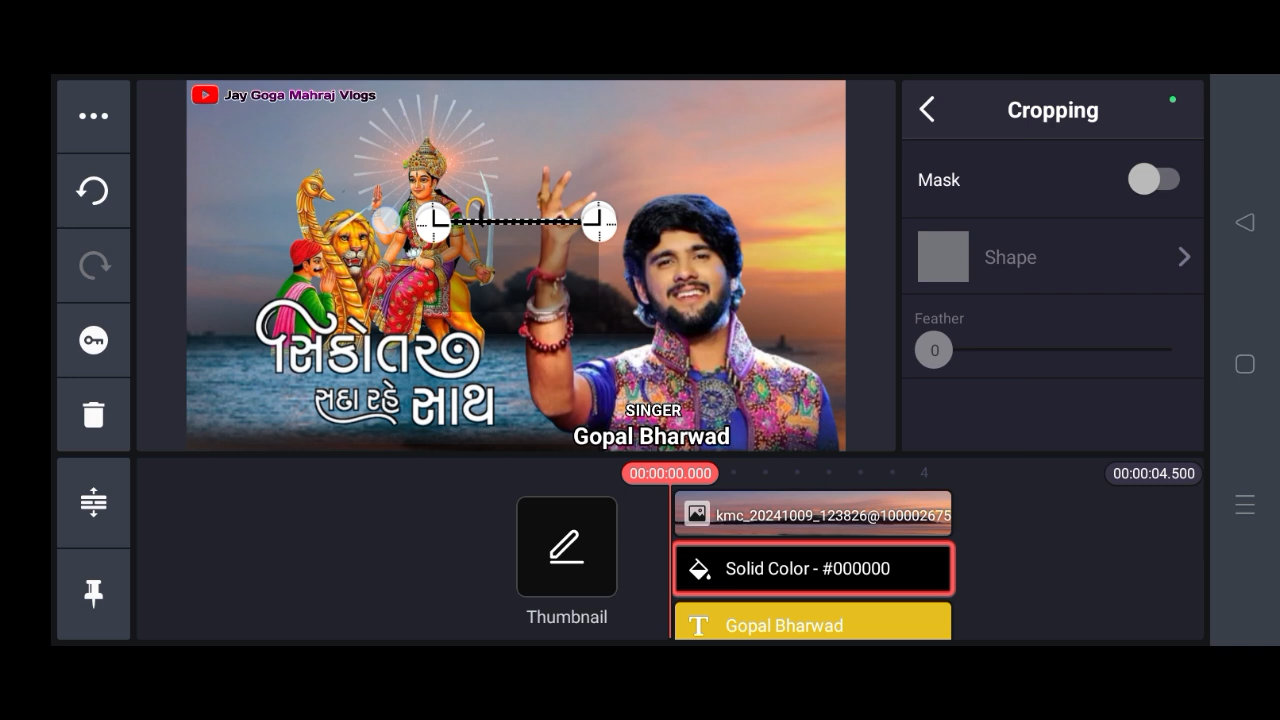 Jay Goga Mahraj Vlogs
Cropping
Mask
Shape
Feather
0
સિકોતર
સદા રહે સાથ
SINGER
Gopal Bharwad
00:00:00.000
4
00:00:04.500
kmc_20241009_123826@100002675
Solid Color - #000000
Thumbnail
T Gopal Bharwad